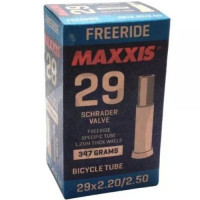 FREERIDE
MAXXIS
29
SCHRADER
VALVE
FREERIDE
SPECIFIC TUBE
1.2MM THICK WALLS
347 GRAMS
BICYCLE TUBE
29x2.20/2.50